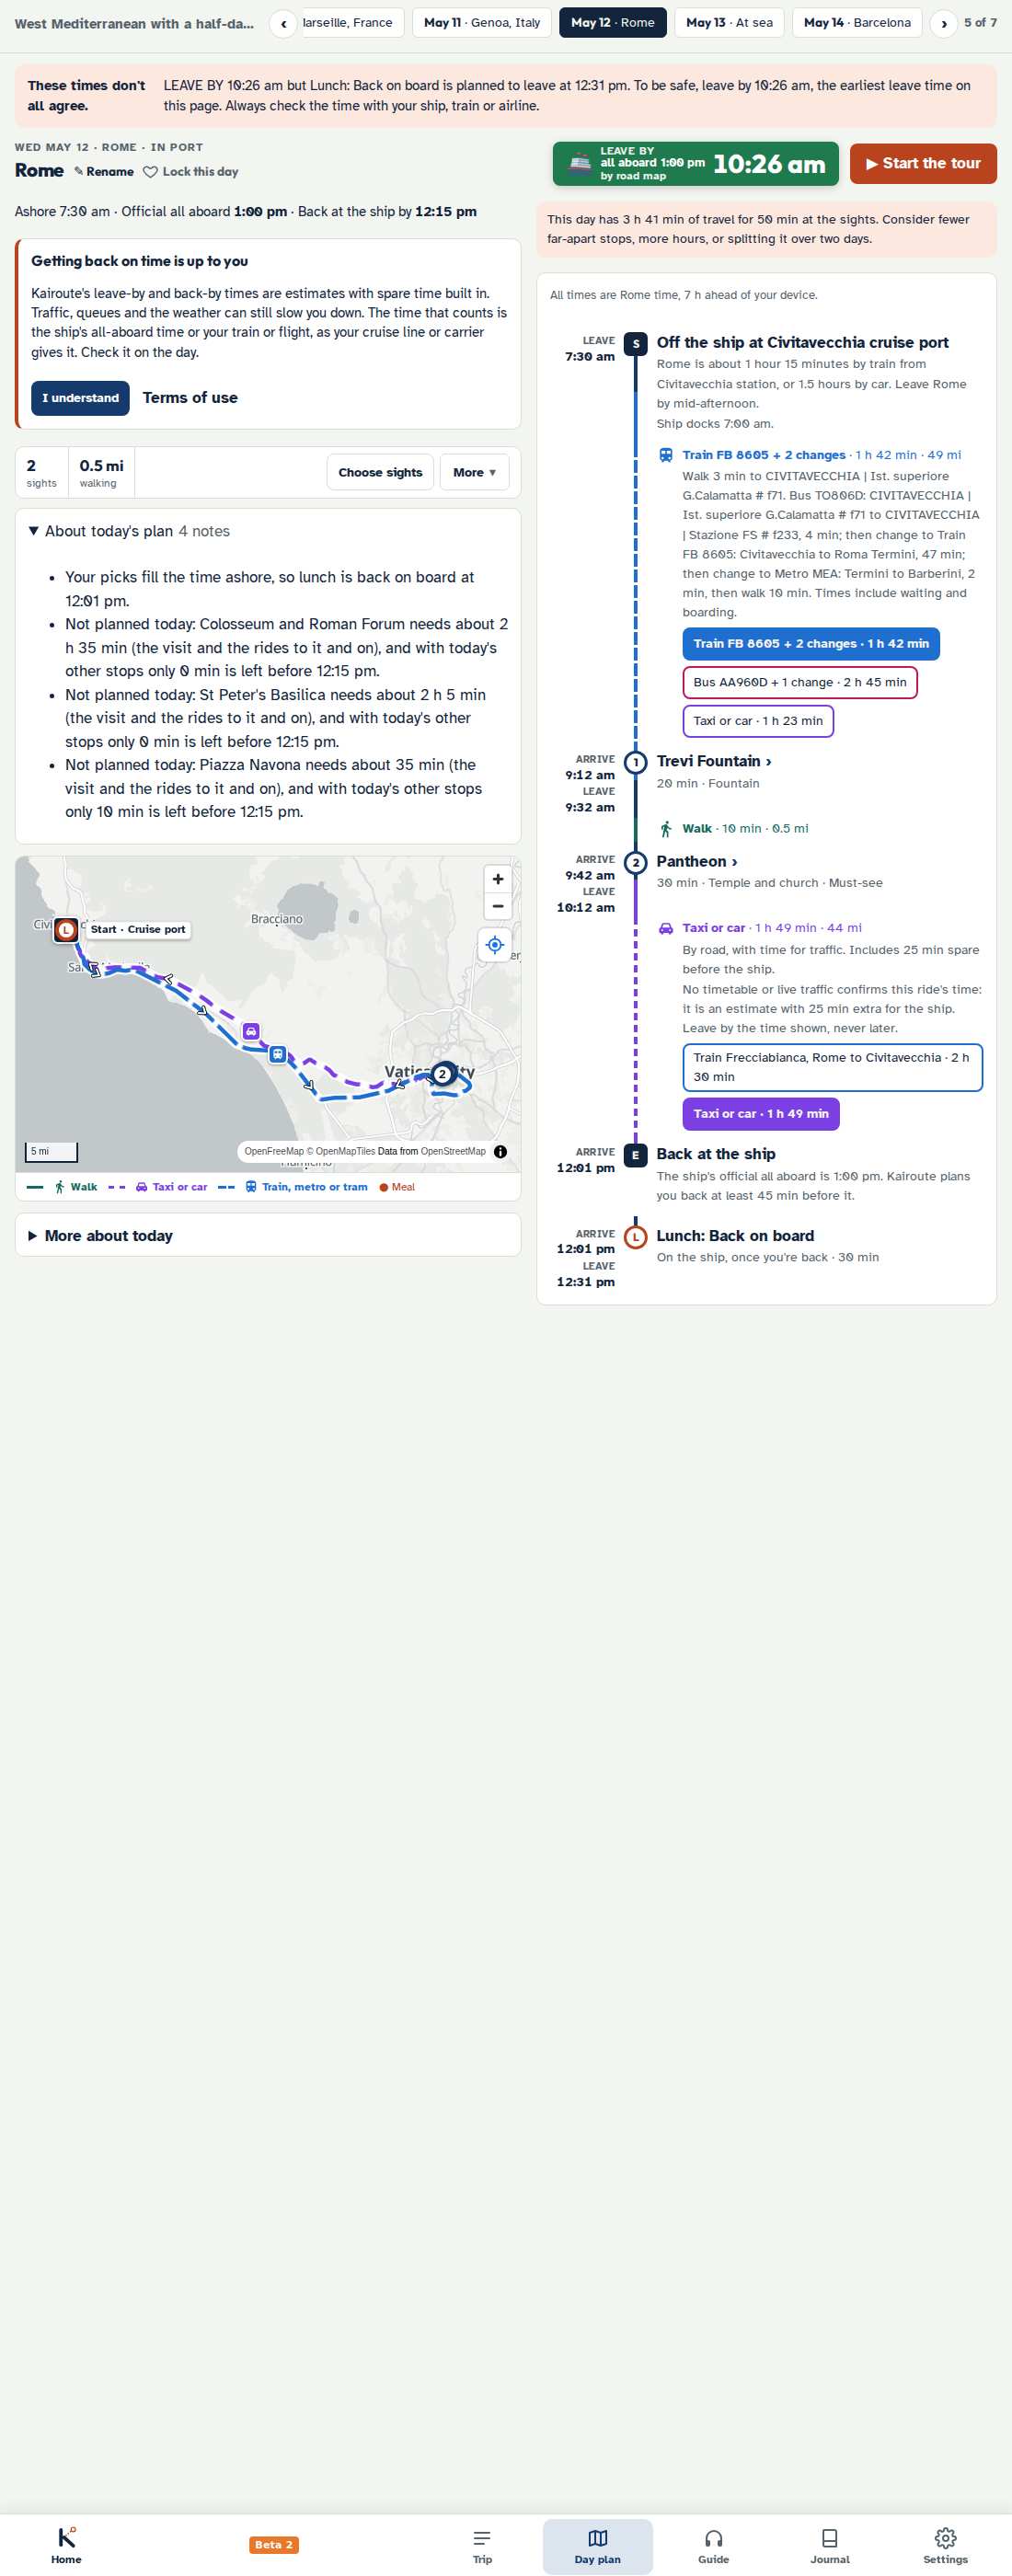 West Mediterranean with a half-da...
‹
larseille, France
May 11 · Genoa, Italy
May 12 · Rome
May 13 · At sea
May 14 · Barcelona
›
5 of 7
These times don't
all agree.
LEAVE BY 10:26 am but Lunch: Back on board is planned to leave at 12:31 pm. To be safe, leave by 10:26 am, the earliest leave time on
this page. Always check the time with your ship, train or airline.
WED MAY 12 · ROME · IN PORT
Rome ✎ Rename Lock this day
LEAVE BY
all aboard 1:00 pm
by road map
10:26 am
▶ Start the tour
Ashore 7:30 am · Official all aboard 1:00 pm · Back at the ship by 12:15 pm
Getting back on time is up to you
Kairoute's leave-by and back-by times are estimates with spare time built in.
Traffic, queues and the weather can still slow you down. The time that counts is
the ship's all-aboard time or your train or flight, as your cruise line or carrier
gives it. Check it on the day.
I understand
Terms of use
2
sights
0.5 mi
walking
Choose sights
More ▼
▼ About today's plan 4 notes
• Your picks fill the time ashore, so lunch is back on board at
12:01 pm.
• Not planned today: Colosseum and Roman Forum needs about 2
h 35 min (the visit and the rides to it and on), and with today's
other stops only 0 min is left before 12:15 pm.
• Not planned today: St Peter's Basilica needs about 2 h 5 min
(the visit and the rides to it and on), and with today's other
stops only 0 min is left before 12:15 pm.
• Not planned today: Piazza Navona needs about 35 min (the
visit and the rides to it and on), and with today's other stops
only 10 min is left before 12:15 pm.
L
Start · Cruise port
Bracciano
+
−
2
5 mi
OpenFreeMap © OpenMapTiles Data from OpenStreetMap
Walk
Taxi or car
Train, metro or tram
Meal
▶ More about today
This day has 3 h 41 min of travel for 50 min at the sights. Consider fewer
far-apart stops, more hours, or splitting it over two days.
All times are Rome time, 7 h ahead of your device.
LEAVE
7:30 am
S
Off the ship at Civitavecchia cruise port
Rome is about 1 hour 15 minutes by train from
Civitavecchia station, or 1.5 hours by car. Leave Rome
by mid-afternoon.
Ship docks 7:00 am.
Train FB 8605 + 2 changes · 1 h 42 min · 49 mi
Walk 3 min to CIVITAVECCHIA | Ist. superiore
G.Calamatta # f71. Bus TO806D: CIVITAVECCHIA |
Ist. superiore G.Calamatta # f71 to CIVITAVECCHIA
| Stazione FS # f233, 4 min; then change to Train
FB 8605: Civitavecchia to Roma Termini, 47 min;
then change to Metro MEA: Termini to Barberini, 2
min, then walk 10 min. Times include waiting and
boarding.
Train FB 8605 + 2 changes · 1 h 42 min
Bus AA960D + 1 change · 2 h 45 min
Taxi or car · 1 h 23 min
ARRIVE
9:12 am
LEAVE
9:32 am
1
Trevi Fountain ›
20 min · Fountain
Walk · 10 min · 0.5 mi
ARRIVE
9:42 am
LEAVE
10:12 am
2
Pantheon ›
30 min · Temple and church · Must-see
Taxi or car · 1 h 49 min · 44 mi
By road, with time for traffic. Includes 25 min spare
before the ship.
No timetable or live traffic confirms this ride's time:
it is an estimate with 25 min extra for the ship.
Leave by the time shown, never later.
Train Frecciabianca, Rome to Civitavecchia · 2 h
30 min
Taxi or car · 1 h 49 min
ARRIVE
12:01 pm
E
Back at the ship
The ship's official all aboard is 1:00 pm. Kairoute plans
you back at least 45 min before it.
ARRIVE
12:01 pm
LEAVE
12:31 pm
L
Lunch: Back on board
On the ship, once you're back · 30 min
Home
Beta 2
Trip
Day plan
Guide
Journal
Settings